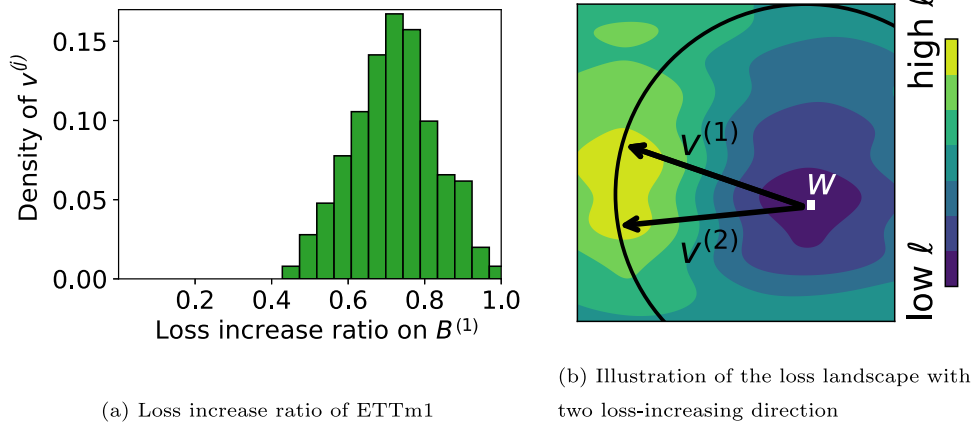 0.15
0.10
0.05
0.00
Density of v^(j)
0.2 0.4 0.6 0.8 1.0
Loss increase ratio on B^(1)
(a) Loss increase ratio of ETTm1
V^(1)
W
V^(2)
high ℓ
low ℓ
(b) Illustration of the loss landscape with
two loss-increasing direction